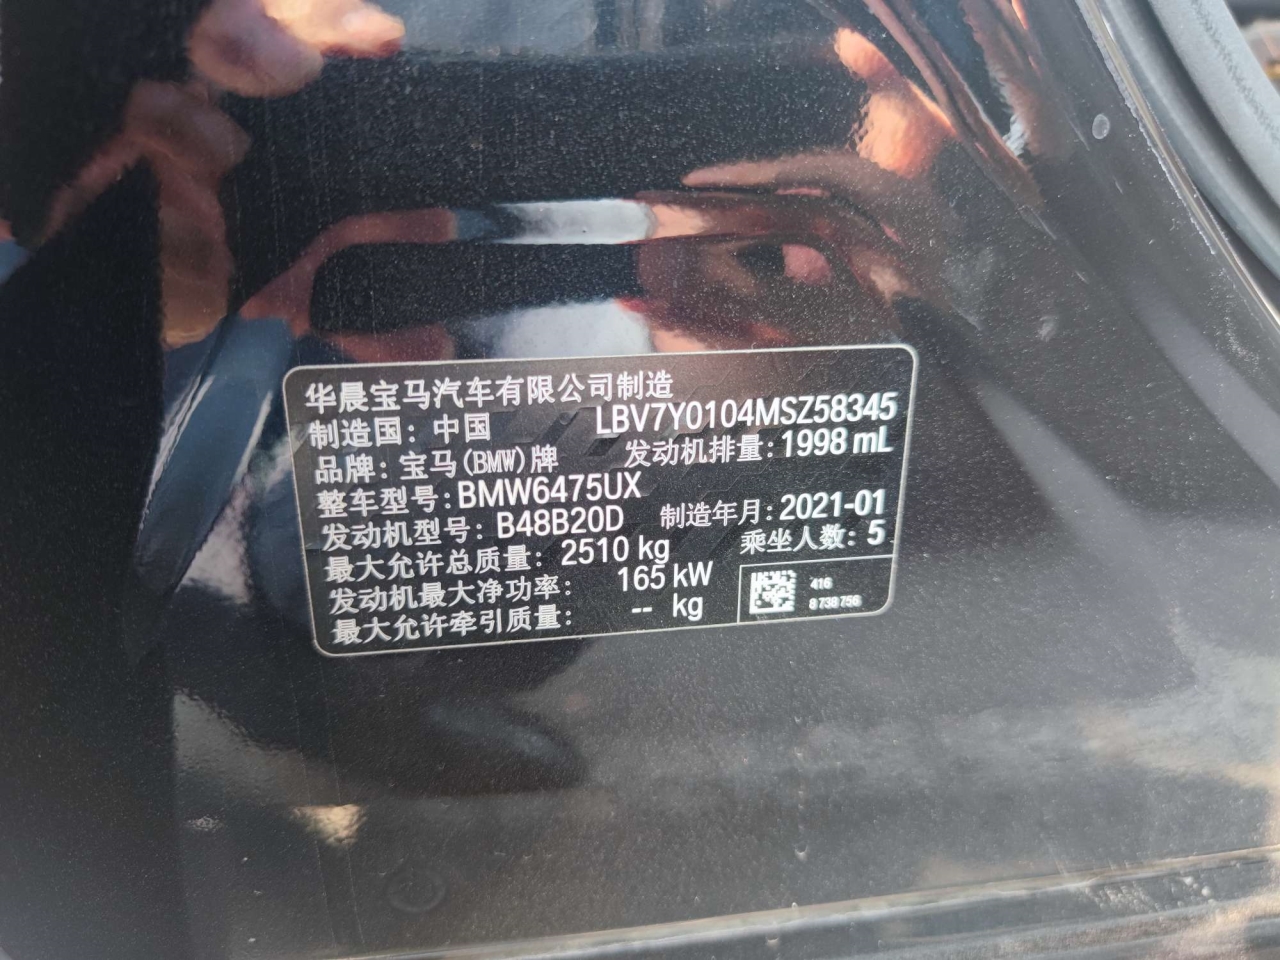 华晨宝马汽车有限公司制造
制造国：中国 LBV7Y0104MSZ58345
品牌：宝马(BMW)牌 发动机排量：1998 mL
整车型号：BMW6475UX
发动机型号：B48B20D 制造年月：2021-01
最大允许总质量：2510 kg 乘坐人数：5
发动机最大净功率：165 kW
最大允许牵引质量：-- kg
416
8 738 756